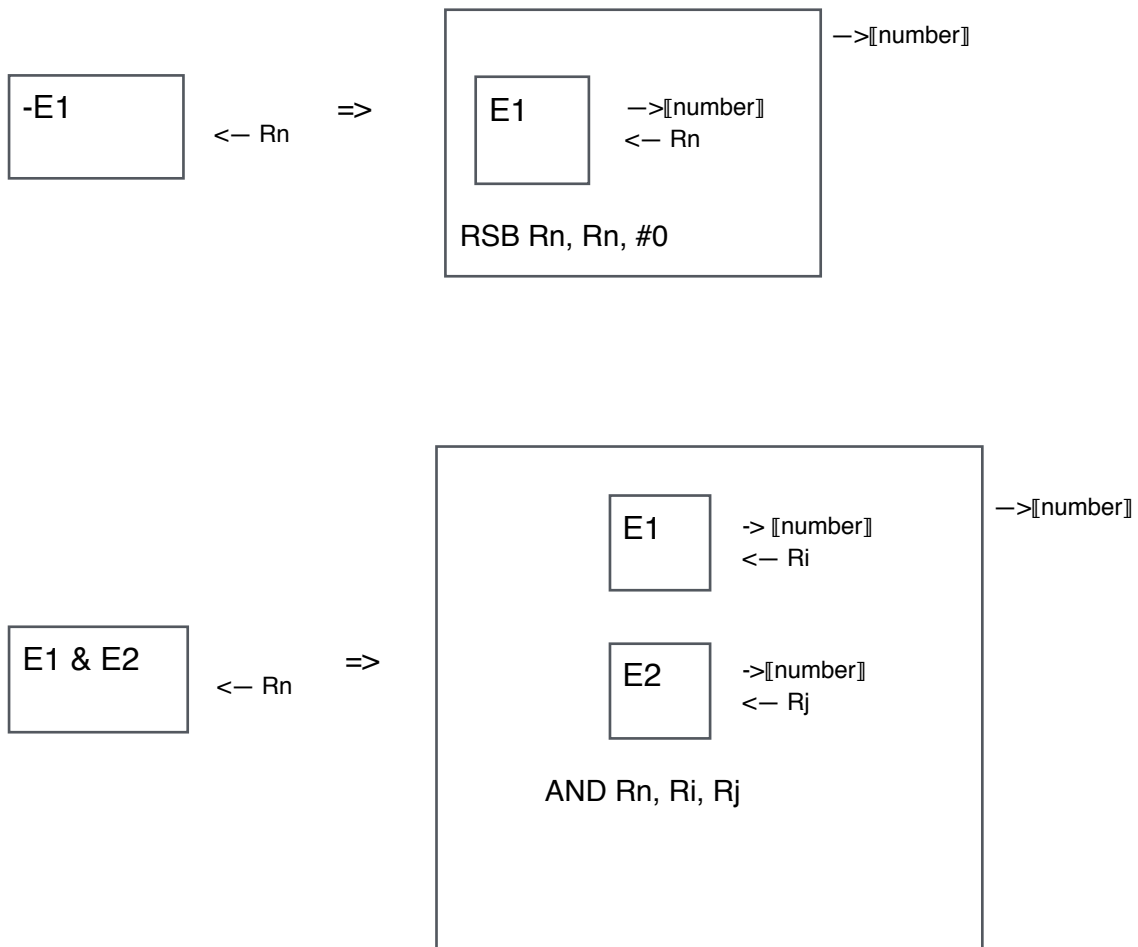 —>⟦number⟧
-E1
<— Rn
=>
E1
—>⟦number⟧
<— Rn
RSB Rn, Rn, #0
—>⟦number⟧
E1
-> ⟦number⟧
<— Ri
E1 & E2
<— Rn
=>
E2
->⟦number⟧
<— Rj
AND Rn, Ri, Rj